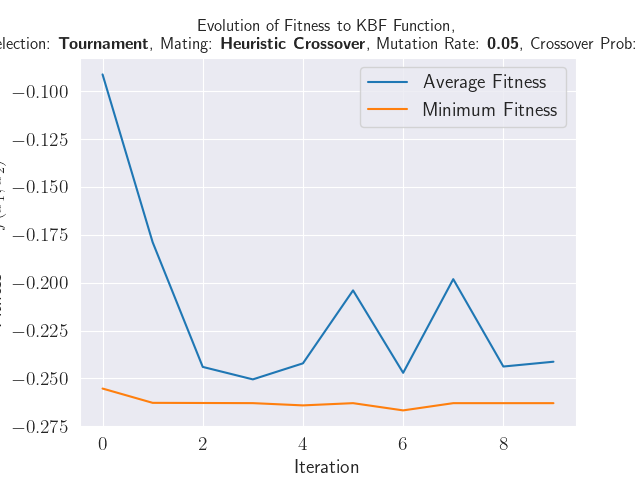 Evolution of Fitness to KBF Function,
election: Tournament, Mating: Heuristic Crossover, Mutation Rate: 0.05, Crossover Prob:
Average Fitness
Minimum Fitness
−0.100
−0.125
−0.150
−0.175
−0.200
−0.225
−0.250
−0.275
0 2 4 6 8
Iteration